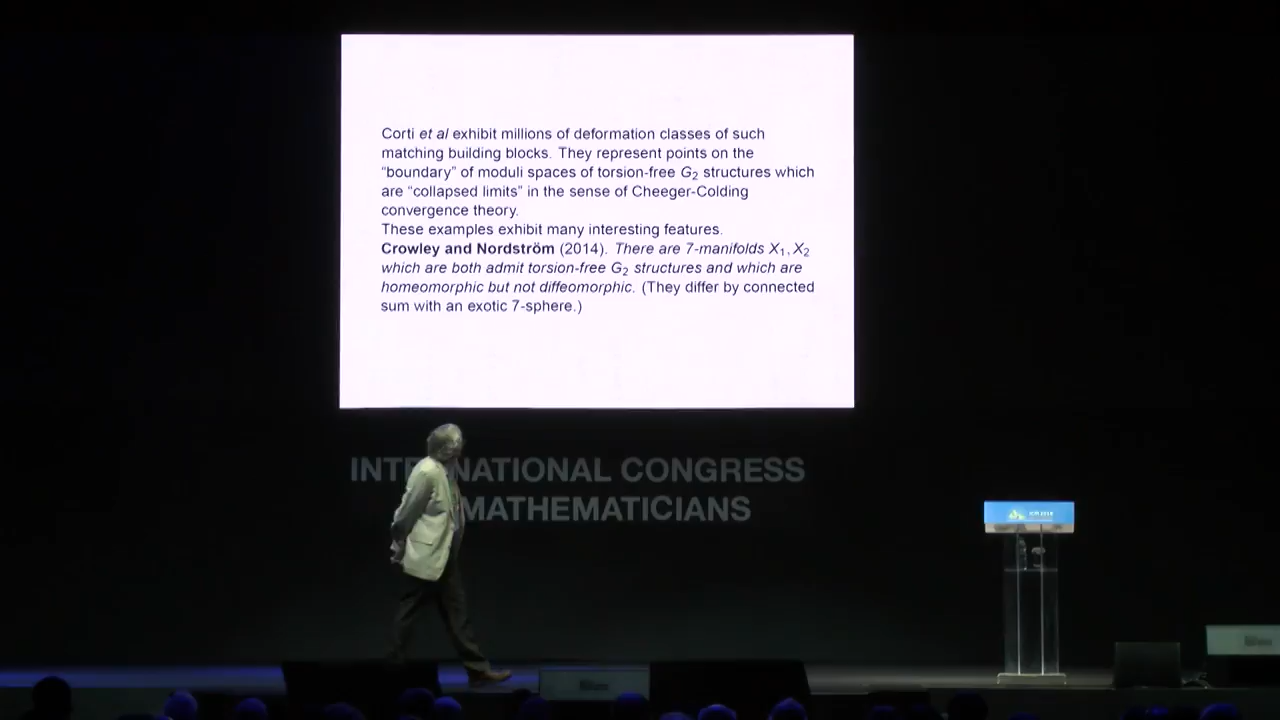 Corti et al exhibit millions of deformation classes of such
matching building blocks. They represent points on the
“boundary” of moduli spaces of torsion-free G₂ structures which
are “collapsed limits” in the sense of Cheeger-Colding
convergence theory.
These examples exhibit many interesting features.
Crowley and Nordström (2014). There are 7-manifolds X₁, X₂
which are both admit torsion-free G₂ structures and which are
homeomorphic but not diffeomorphic. (They differ by connected
sum with an exotic 7-sphere.)
INTERNATIONAL CONGRESS
MATHEMATICIANS